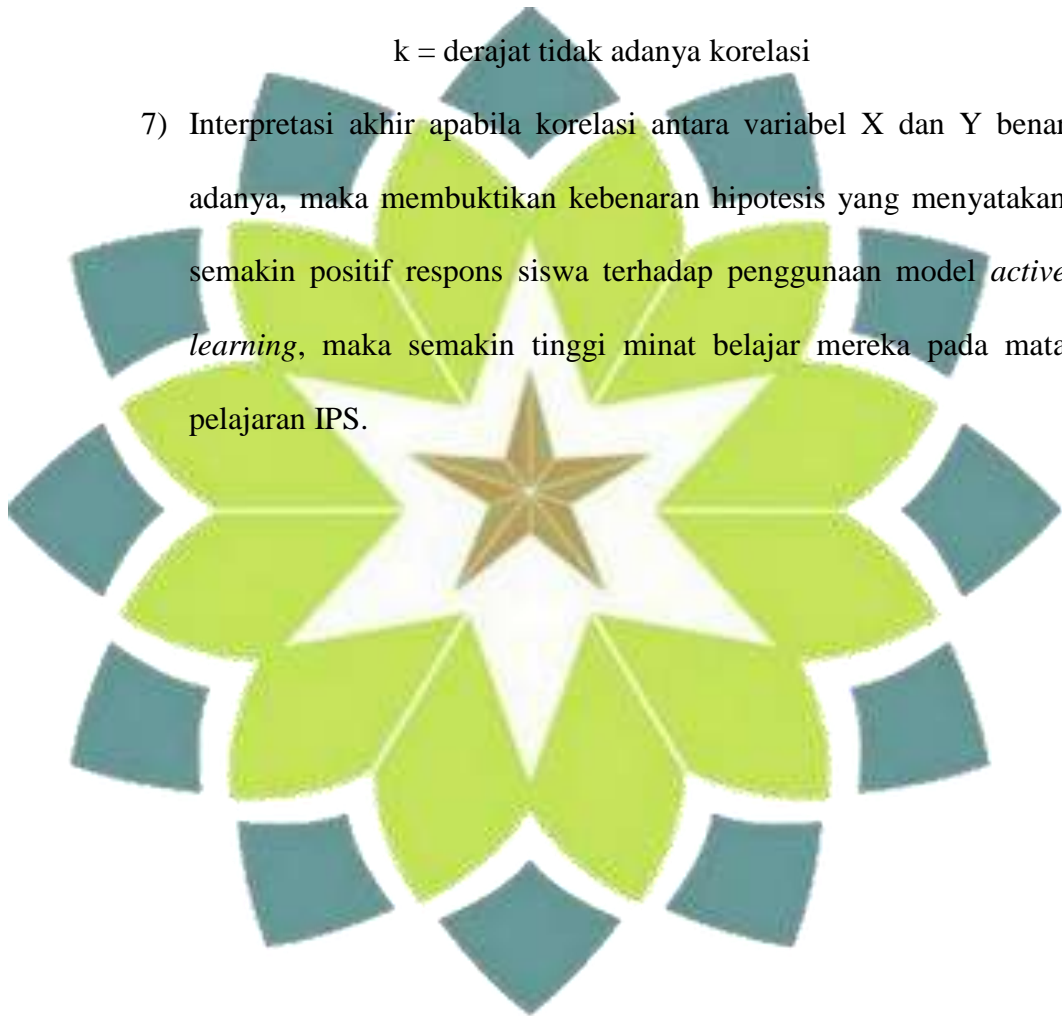 k = derajat tidak adanya korelasi
7) Interpretasi akhir apabila korelasi antara variabel X dan Y benar
adanya, maka membuktikan kebenaran hipotesis yang menyatakan
semakin positif respons siswa terhadap penggunaan model active
learning, maka semakin tinggi minat belajar mereka pada mata
pelajaran IPS.